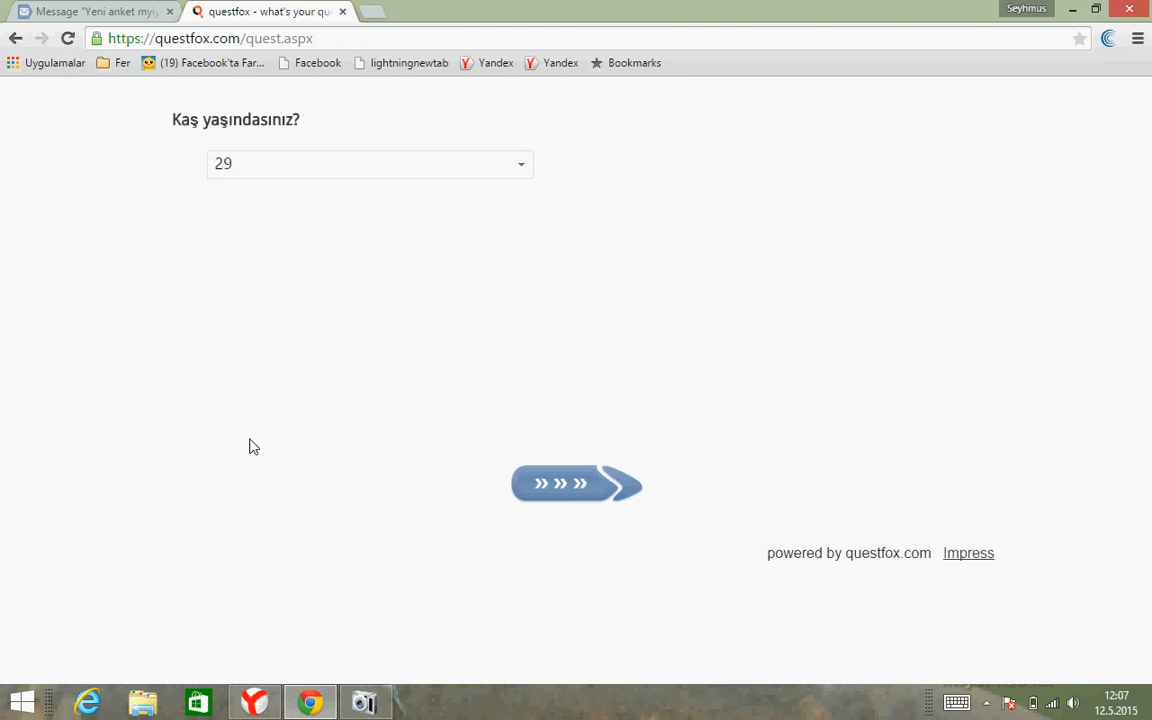 Message "Yeni anket myi
questfox - what's your qu
Seyhmus
https://questfox.com/quest.aspx
Uygulamalar
Fer
(19) Facebook'ta Far...
Facebook
lightningnewtab
Yandex
Yandex
Bookmarks
Kaş yaşındasınız?
29
»»»
powered by questfox.com Impress
12:07
12.5.2015